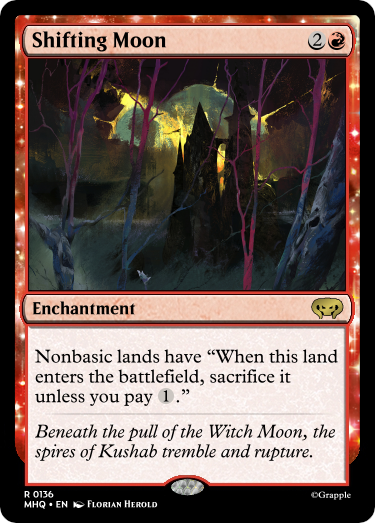 Shifting Moon 2
Enchantment
Nonbasic lands have “When this land
enters the battlefield, sacrifice it
unless you pay 1.”
Beneath the pull of the Witch Moon, the
spires of Kushab tremble and rupture.
R 0136
MHQ • EN Florian Herold
©Grapple